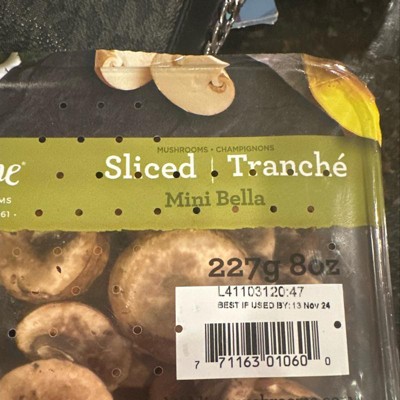 MUSHROOMS • CHAMPIGNONS
Sliced | Tranché
Mini Bella
227g 8oz
L41103120:47
BEST IF USED BY: 13 Nov 24
7 71163 01060 0